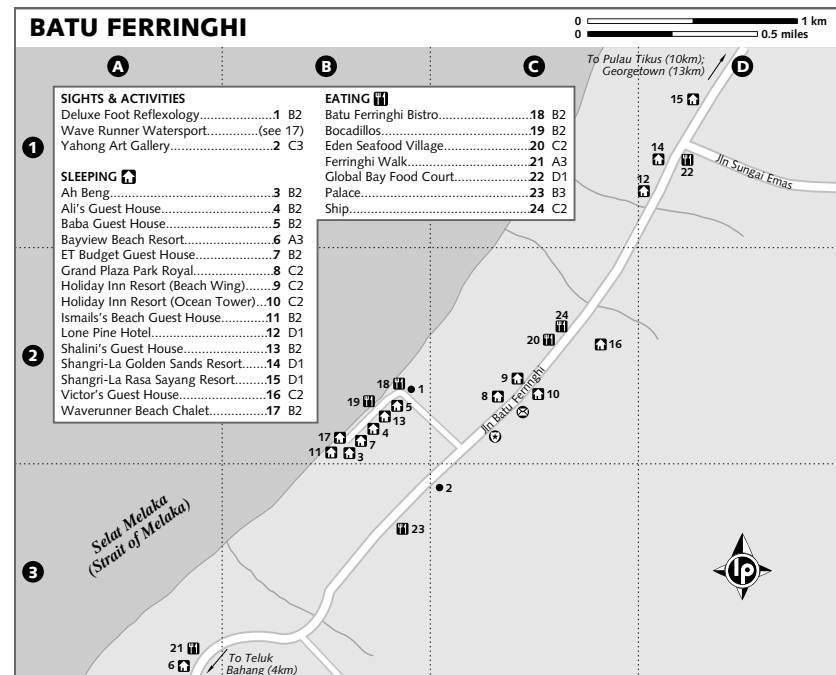 BATU FERRINGHI
0 1 km
0 0.5 miles
A B C D
To Pulau Tikus (10km);
Georgetown (13km)
SIGHTS & ACTIVITIES
Deluxe Foot Reflexology............1 B2
Wave Runner Watersport............(see 17)
Yahong Art Gallery............2 C3
SLEEPING
Ah Beng............3 B2
Ali's Guest House............4 B2
Baba Guest House............5 B2
Bayview Beach Resort............6 A3
ET Budget Guest House............7 B2
Grand Plaza Park Royal............8 C2
Holiday Inn Resort (Beach Wing)....9 C2
Holiday Inn Resort (Ocean Tower)...10 C2
Ismails's Beach Guest House............11 B2
Lone Pine Hotel............12 D1
Shalini's Guest House............13 B2
Shangri-La Golden Sands Resort....14 D1
Shangri-La Rasa Sayang Resort....15 D1
Victor's Guest House............16 C2
Waverunner Beach Chalet............17 B2
EATING
Batu Ferringhi Bistro............18 B2
Bocadillos............19 B2
Eden Seafood Village............20 C2
Ferringhi Walk............21 A3
Global Bay Food Court............22 D1
Palace............23 B3
Ship............24 C2
1
15
14
22
12
Jln Sungai Emas
2
24
20
16
9
8
10
Jln Batu Ferringhi
18
1
19
5
13
4
17
7
11
3
2
23
Selat Melaka
(Strait of Melaka)
3
lp
21
6
To Teluk
Bahang (4km)